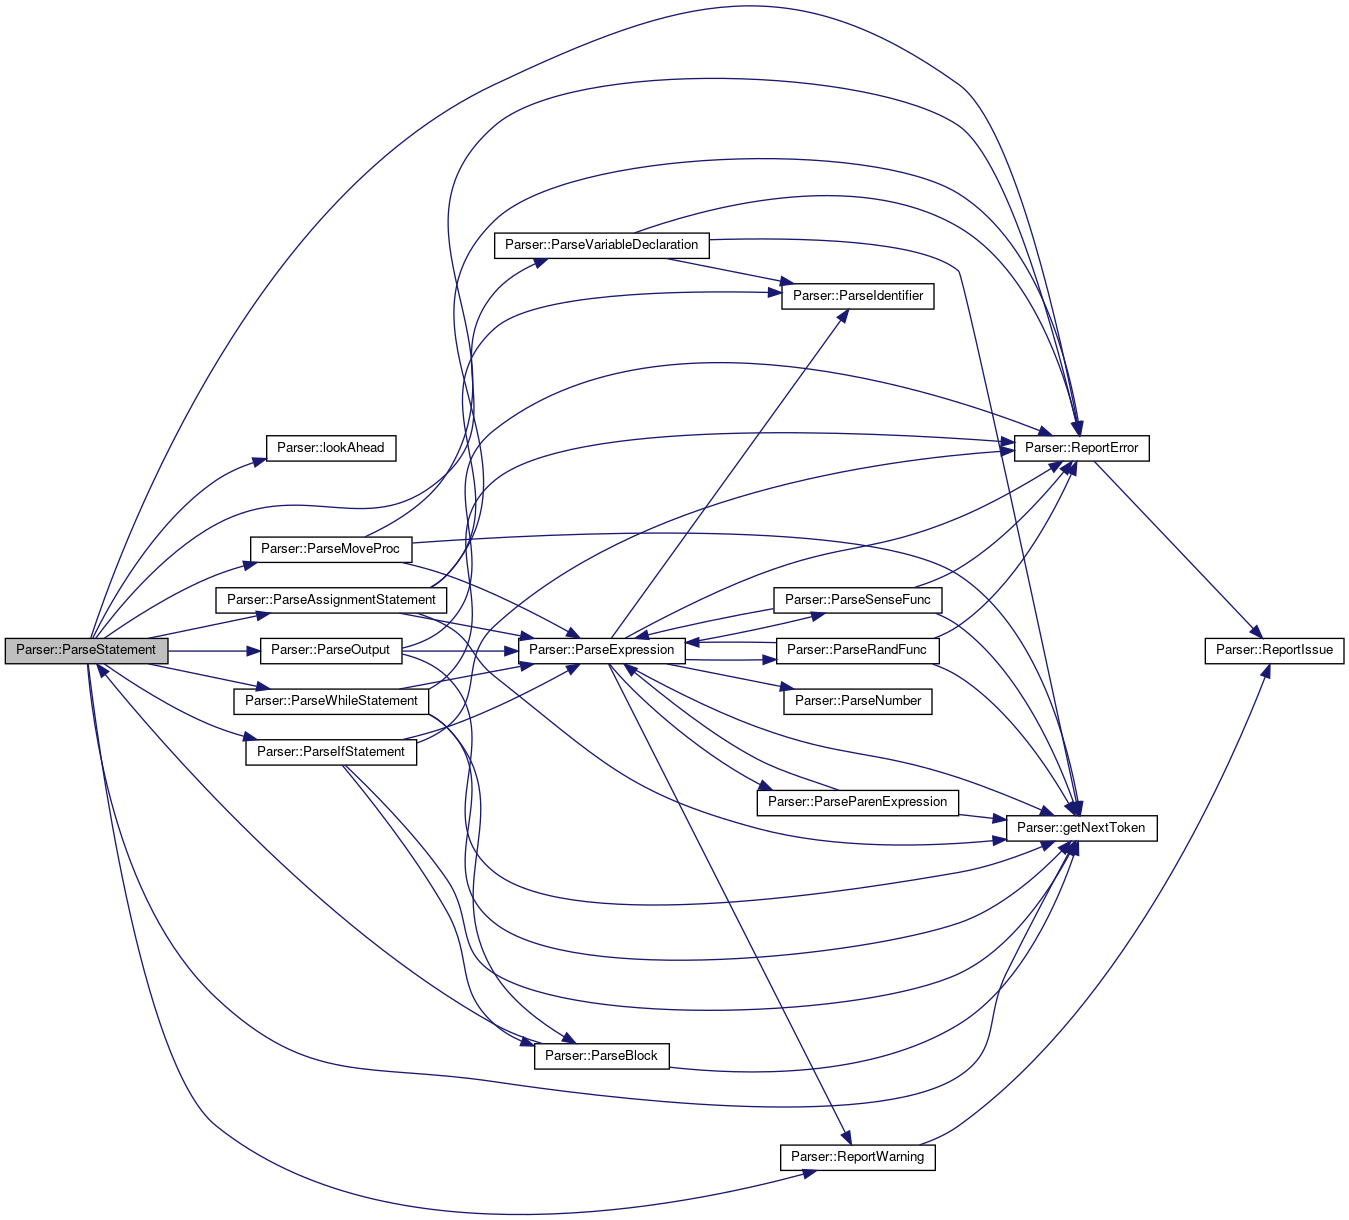 Parser::ParseVariableDeclaration
Parser::ParseIdentifier
Parser::lookAhead
Parser::ReportError
Parser::ParseMoveProc
Parser::ParseAssignmentStatement
Parser::ParseSenseFunc
Parser::ParseStatement
Parser::ParseOutput
Parser::ParseExpression
Parser::ParseRandFunc
Parser::ReportIssue
Parser::ParseWhileStatement
Parser::ParseNumber
Parser::ParseIfStatement
Parser::ParseParenExpression
Parser::getNextToken
Parser::ParseBlock
Parser::ReportWarning